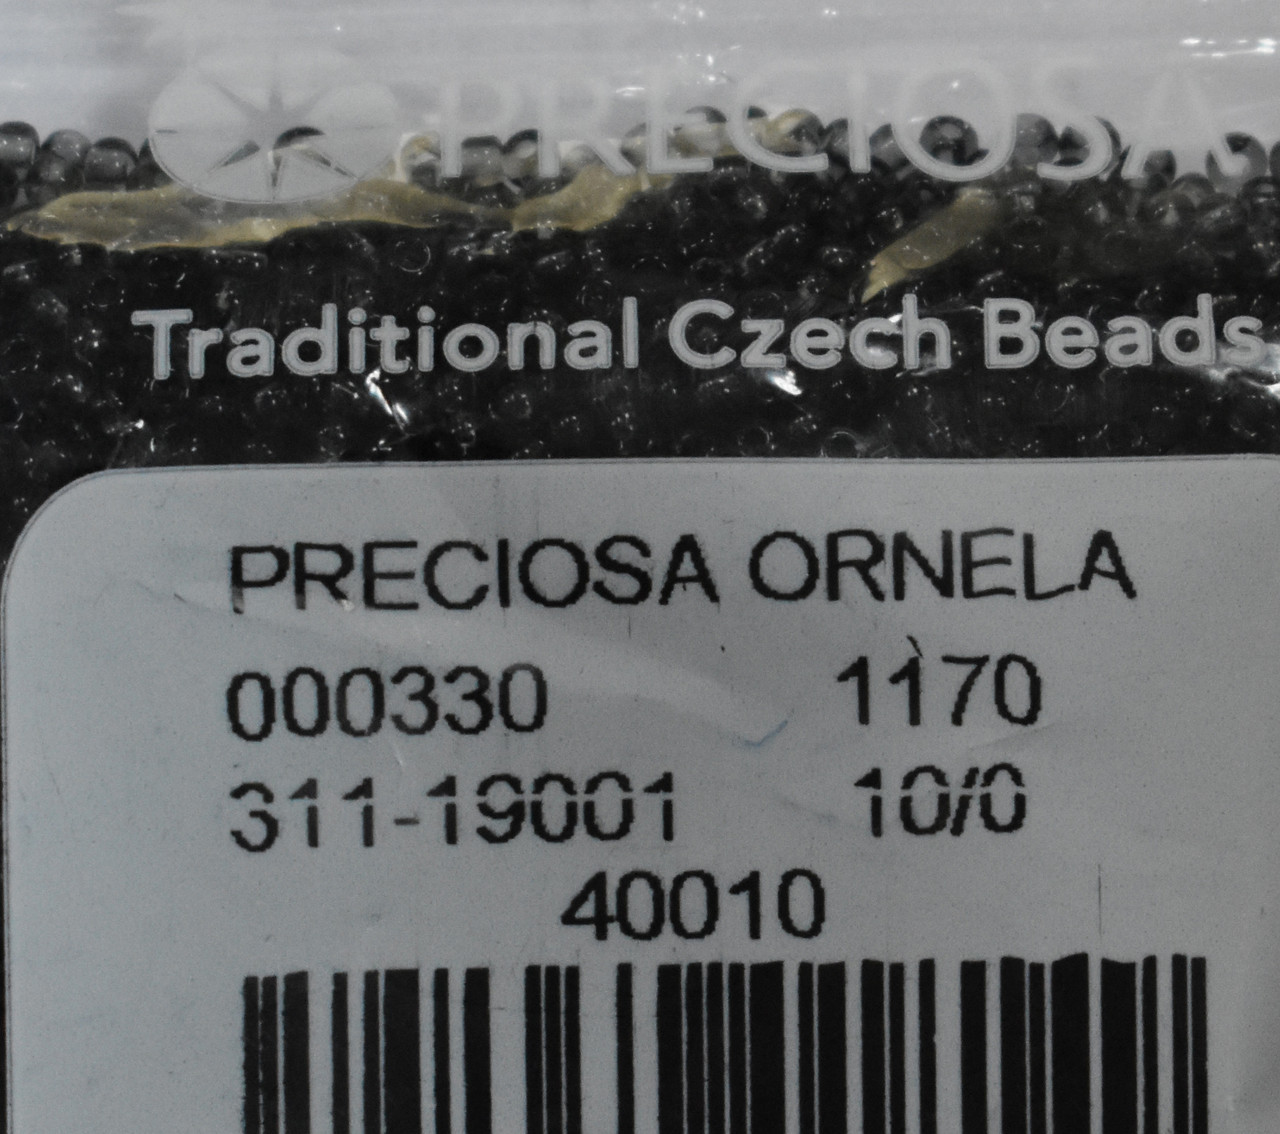 PRECIOSA
Traditional Czech Beads
PRECIOSA ORNELA
000330 1170
311-19001 10/0
40010